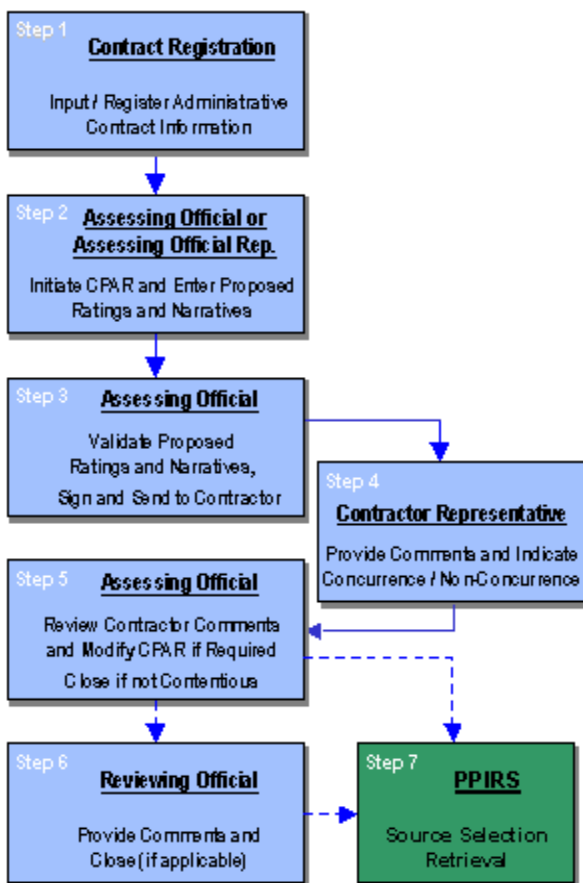 Step 1
Contract Registration
Input / Register Administrative
Contract Information
Step 2
Assessing Official or
Assessing Official Rep.
Initiate CPAR and Enter Proposed
Ratings and Narratives
Step 3
Assessing Official
Validate Proposed
Ratings and Narratives,
Sign and Send to Contractor
Step 4
Contractor Representative
Provide Comments and Indicate
Concurrence / Non-Concurrence
Step 5
Assessing Official
Review Contractor Comments
and Modify CPAR if Required
Close if not Contentious
Step 6
Reviewing Official
Provide Comments and
Close (if applicable)
Step 7
PPIRS
Source Selection
Retrieval